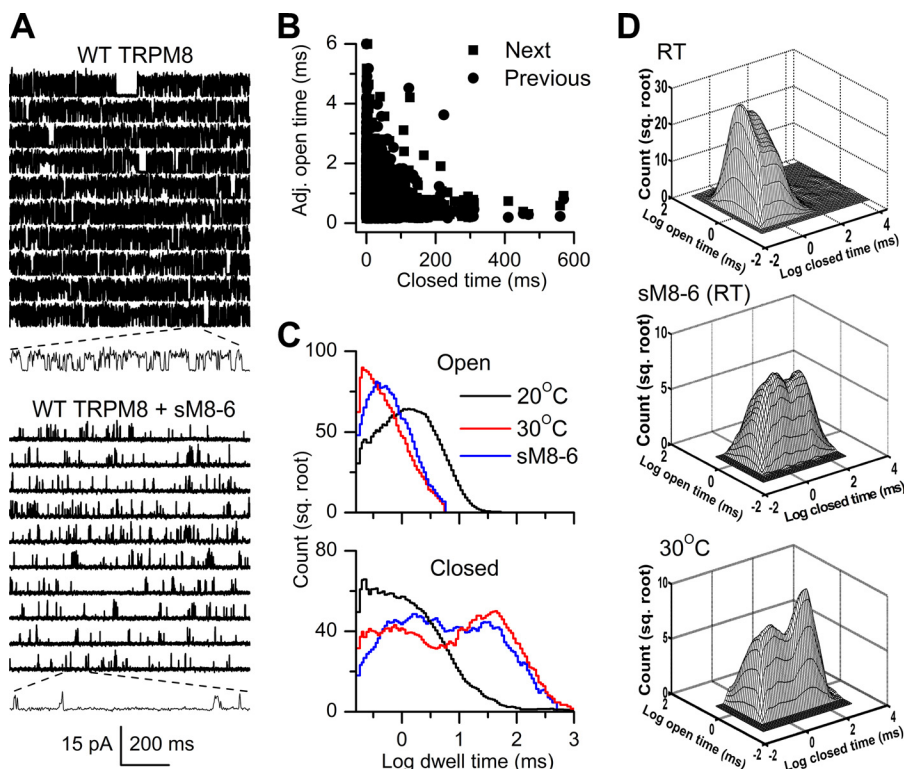 A
WT TRPM8
WT TRPM8 + sM8-6
15 pA
200 ms
B
Adj. open time (ms)
6
4
2
0
Next
Previous
0
200
400
600
Closed time (ms)
C
Count (sq. root)
100
50
0
Open
20°C
30°C
sM8-6
80
40
0
Closed
0
1
2
3
Log dwell time (ms)
D
RT
Count (sq. root)
30
20
10
0
2
0
-2
Log open time (ms)
-2
0
2
4
Log closed time (ms)
sM8-6 (RT)
Count (sq. root)
10
5
0
2
0
-2
Log open time (ms)
-2
0
2
4
Log closed time (ms)
30°C
Count (sq. root)
10
5
0
2
0
-2
Log open time (ms)
-2
0
2
4
Log closed time (ms)